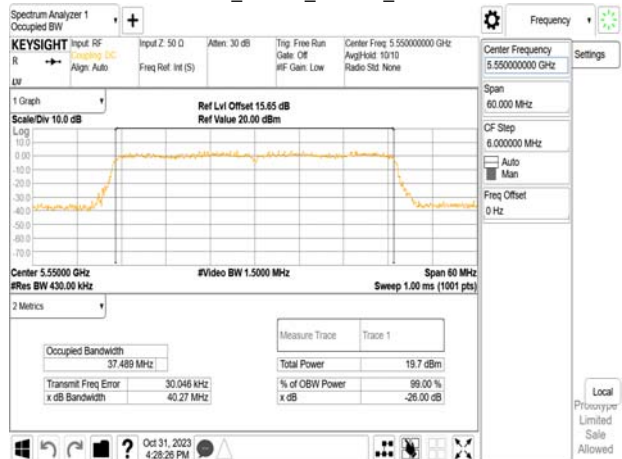 Spectrum Analyzer 1
Occupied BW
Frequency
KEYSIGHT
R
Input: RF
Coupling: DC
Align: Auto
Input Z: 50 Ω
Freq Ref: Int (S)
Atten: 30 dB
Trig: Free Run
Gate: Off
#IF Gain: Low
Center Freq: 5.550000000 GHz
Avg|Hold: 10/10
Radio Std: None
Center Frequency
5.550000000 GHz
Settings
Span
60.000 MHz
CF Step
6.000000 MHz
Auto
Man
Freq Offset
0 Hz
1 Graph
Scale/Div 10.0 dB
Ref Lvl Offset 15.65 dB
Ref Value 20.00 dBm
Log
10.0
0.00
-10.0
-20.0
-30.0
-40.0
-50.0
-60.0
-70.0
Center 5.55000 GHz
#Res BW 430.00 kHz
#Video BW 1.5000 MHz
Span 60 MHz
Sweep 1.00 ms (1001 pts)
2 Metrics
Measure Trace
Trace 1
Occupied Bandwidth
37.489 MHz
Total Power
19.7 dBm
Transmit Freq Error
30.046 kHz
% of OBW Power
99.00 %
x dB Bandwidth
40.27 MHz
x dB
-26.00 dB
Local
Prototype
Limited
Sale
Allowed
Oct 31, 2023
4:28:26 PM